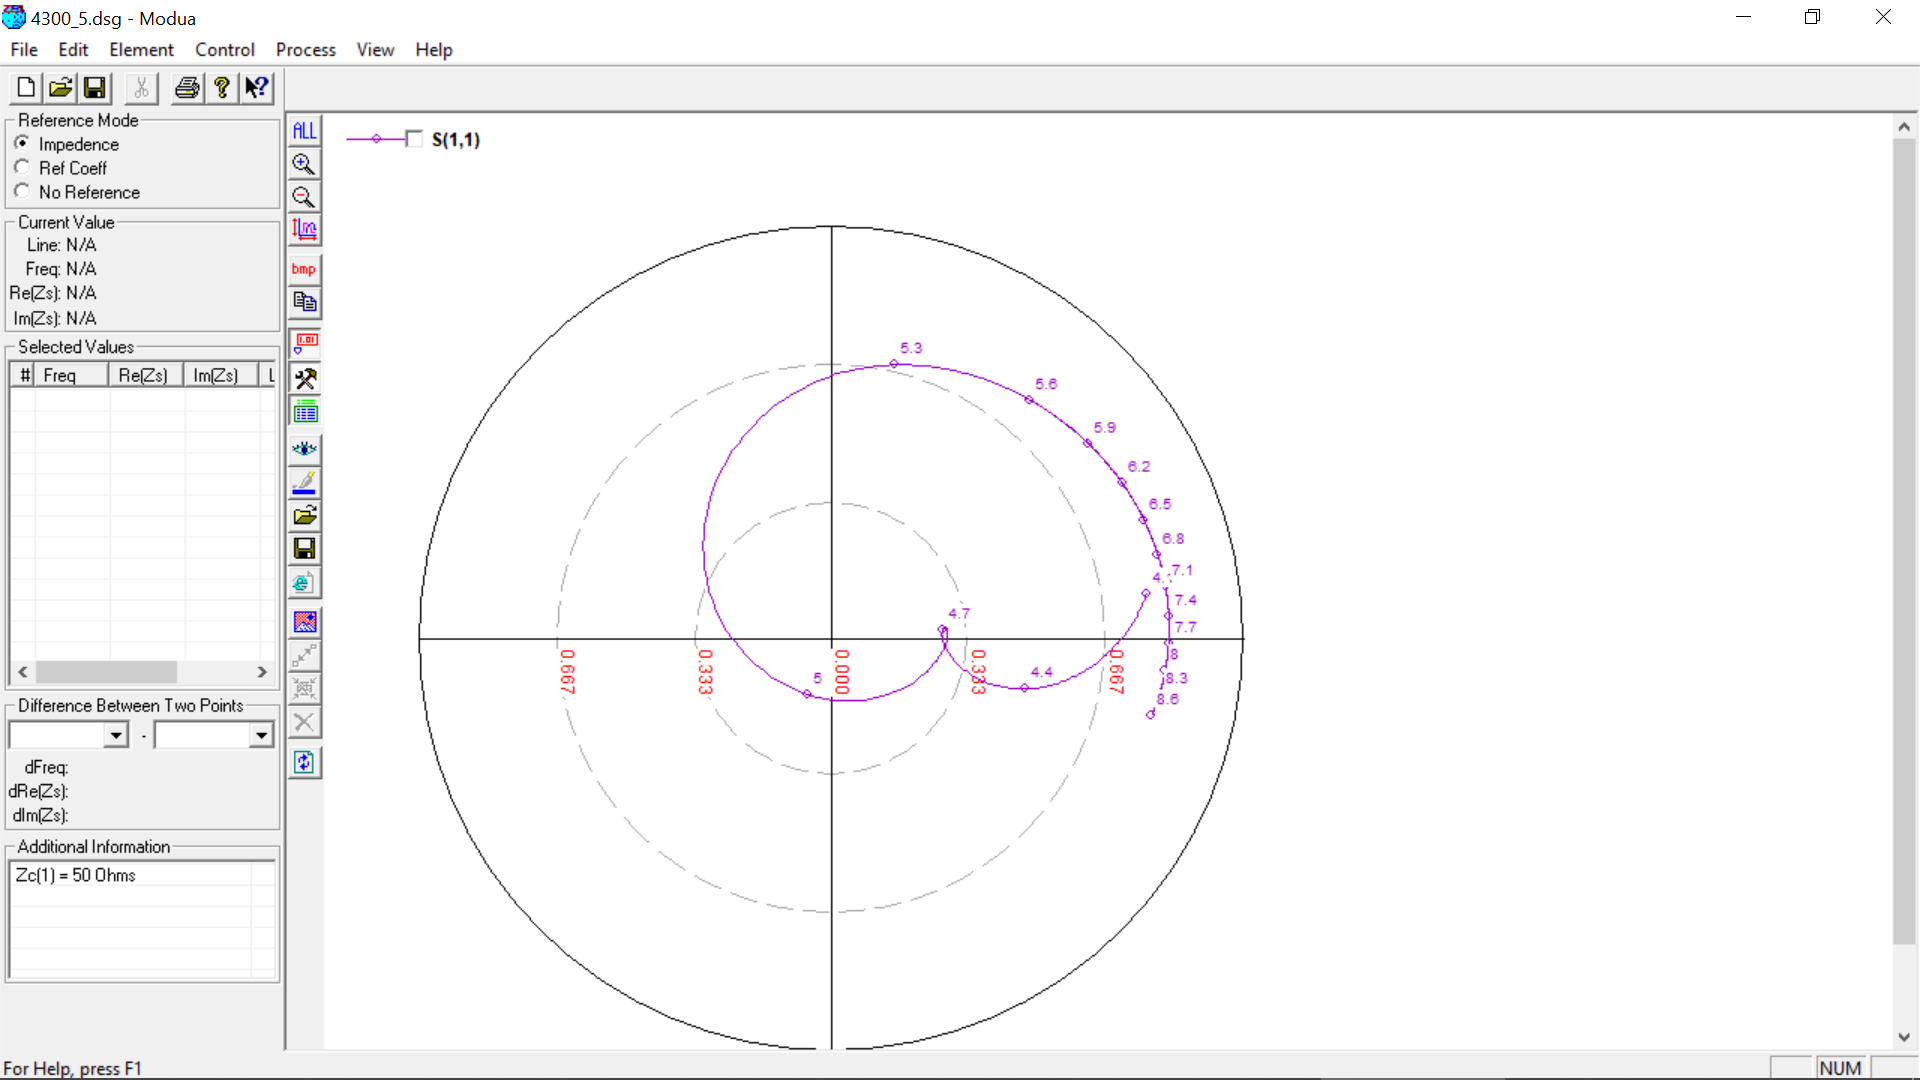 4300_5.dsg - Modua
File Edit Element Control Process View Help
Reference Mode
Impedence
Ref Coeff
No Reference
Current Value
Line: N/A
Freq: N/A
Re(Zs): N/A
Im(Zs): N/A
Selected Values
# Freq Re(Zs) Im(Zs) L
Difference Between Two Points
-
dFreq:
dRe(Zs):
dIm(Zs):
Additional Information
Zc(1) = 50 Ohms
ALL
bmp
1.01
S(1,1)
5.3
5.6
5.9
6.2
6.5
6.8
7.1
4.1
7.4
4.7
7.7
8
4.4
5
8.3
8.6
0.667 0.333 0.000 0.333 0.667
For Help, press F1
NUM